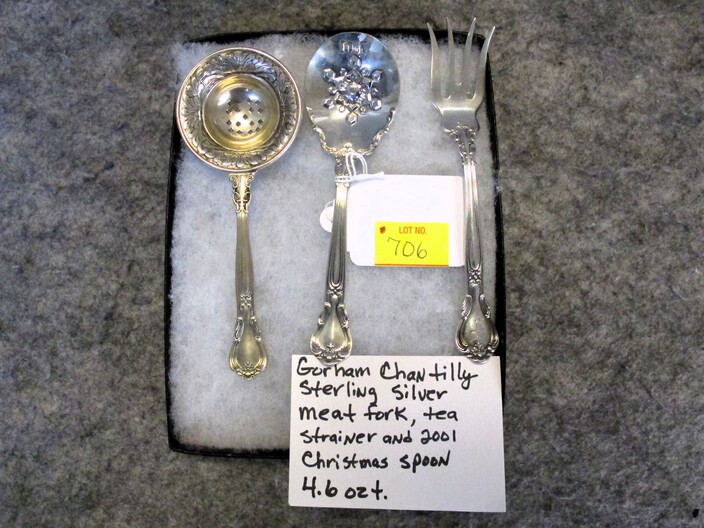 LOT NO.
706
Gorham Chantilly
Sterling Silver
meat fork, tea
strainer and 2001
Christmas spoon
4.6 ozt.